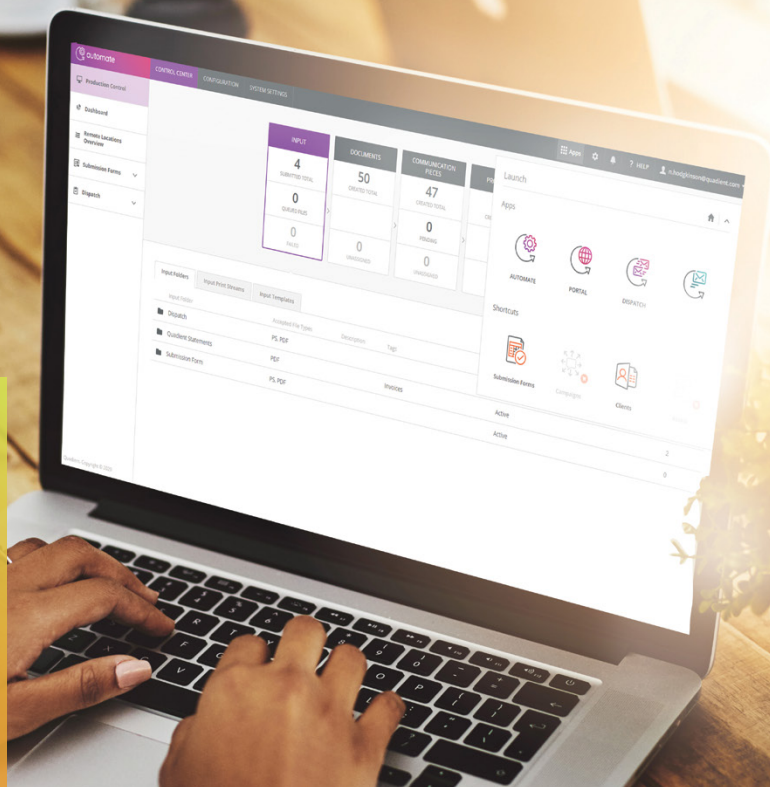 automate
CONTROL CENTER
CONFIGURATION
SYSTEM SETTINGS
Apps
? HELP
n.hodgkinson@quadient.com
Production Control
Dashboard
Remote Locations
Overview
Submission Forms
Dispatch
INPUT
4
SUBMITTED TOTAL
0
QUEUED FILES
0
FAILED
DOCUMENTS
50
CREATED TOTAL
0
UNASSIGNED
COMMUNICATION
PIECES
47
CREATED TOTAL
0
PENDING
0
UNASSIGNED
Launch
Apps
AUTOMATE
PORTAL
DISPATCH
Shortcuts
Submission Forms
Campaigns
Clients
Input Folders
Input Print Streams
Input Templates
Input Folder
Accepted File Types
Description
Tags
Dispatch
PS, PDF
Quadient Statements
PDF
Invoices
Active
2
Submission Form
PS, PDF
Active
0